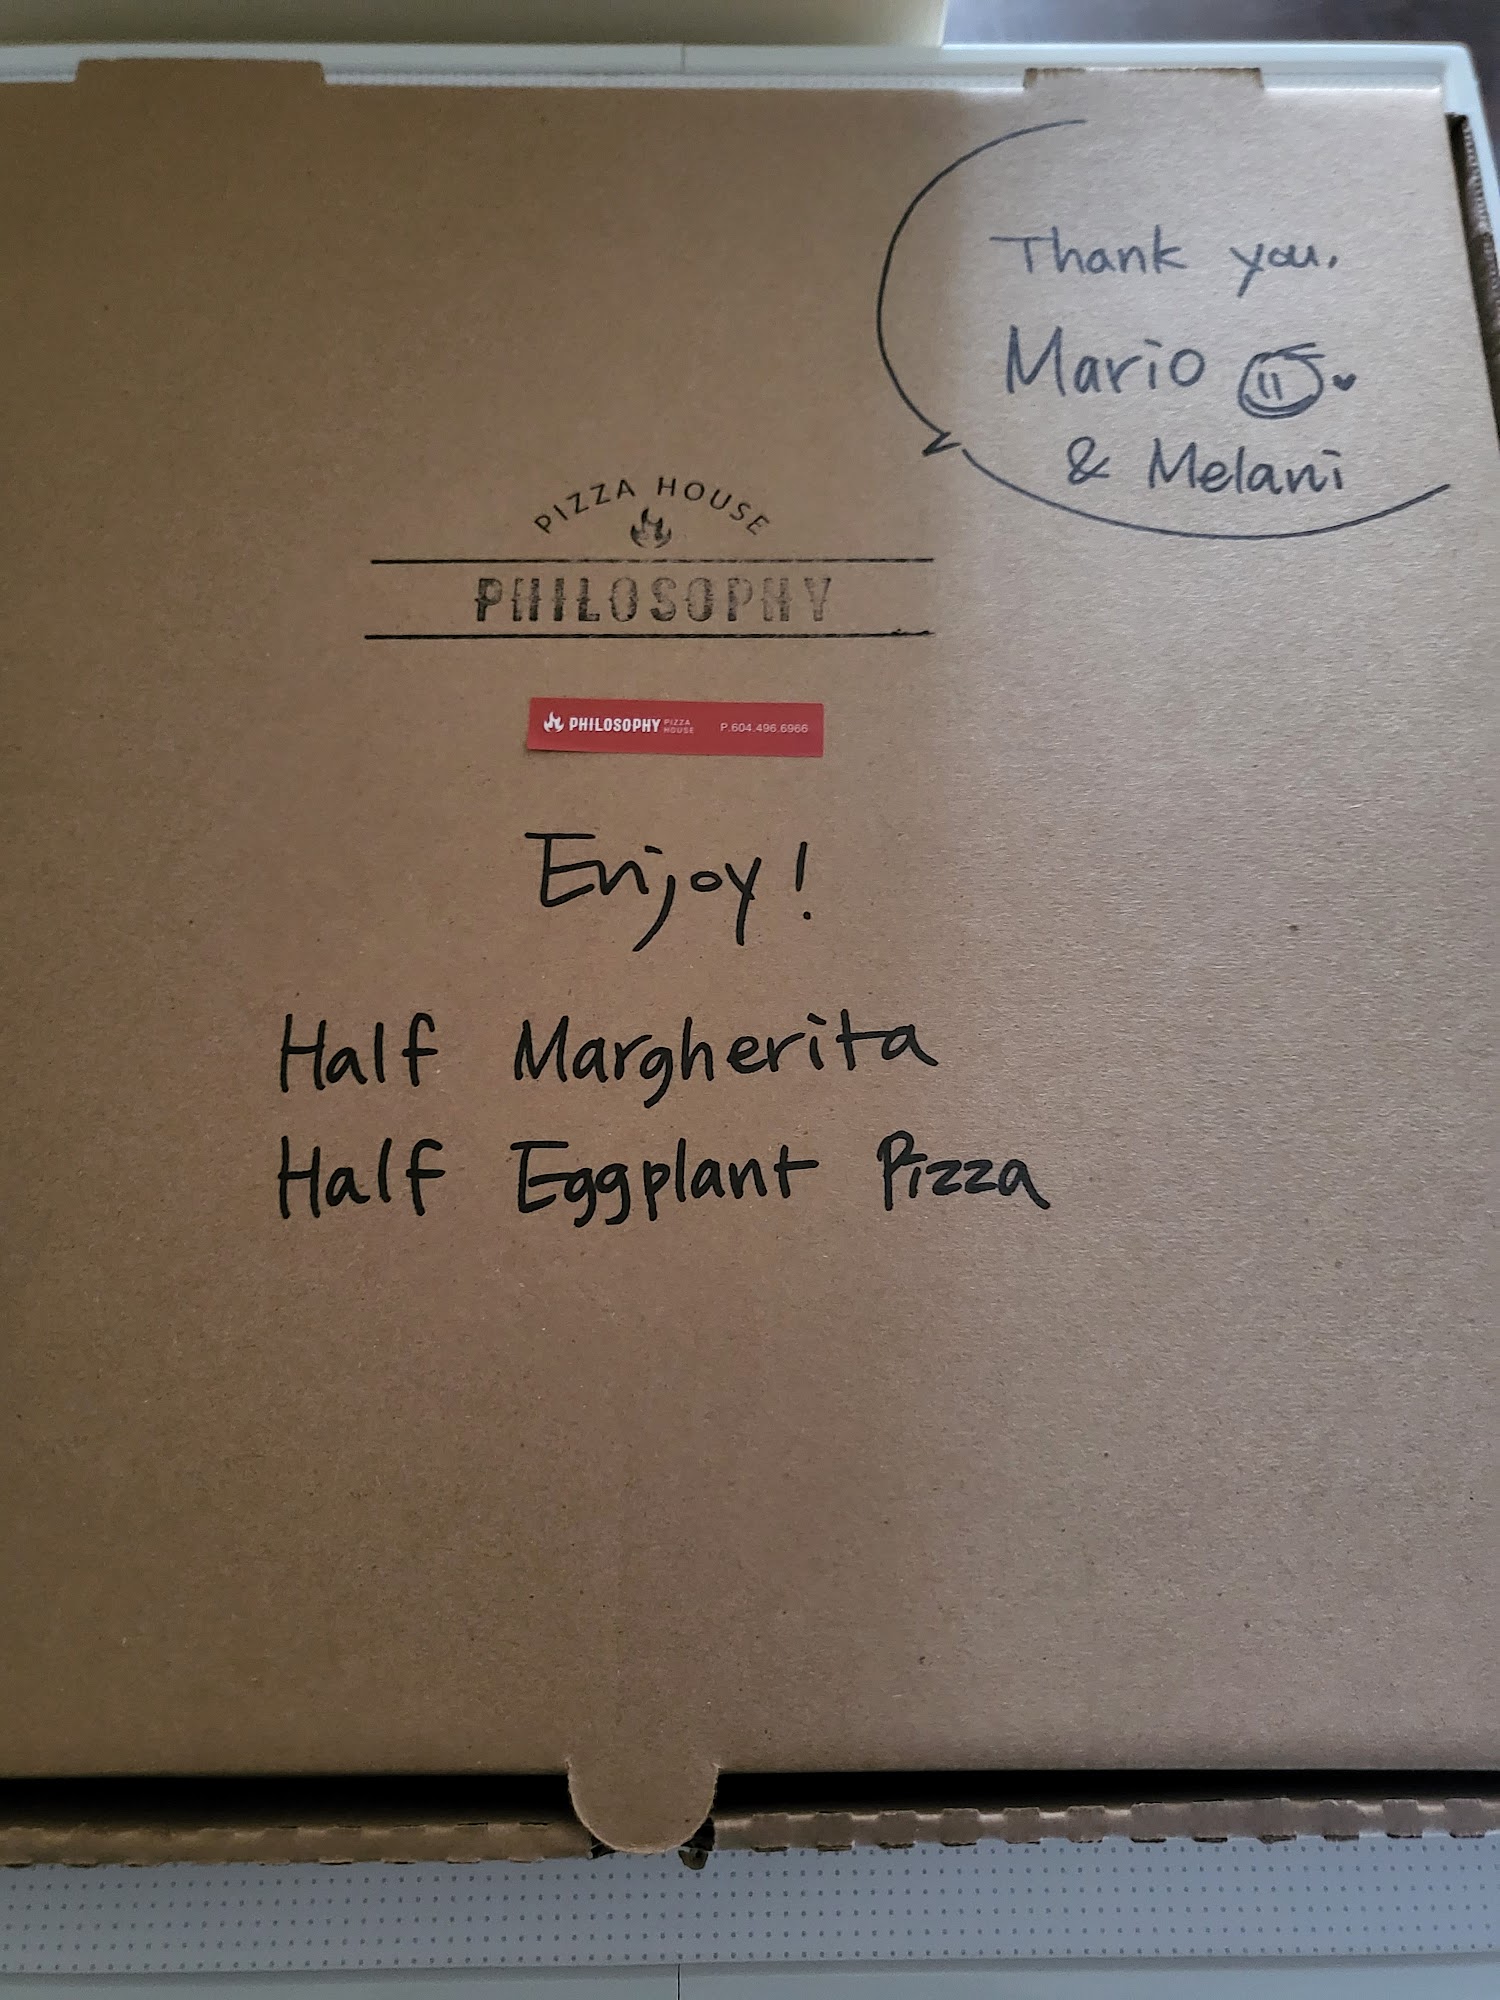 Thank you,
Mario
& Melani
PIZZA HOUSE
PHILOSOPHY
PHILOSOPHY PIZZA HOUSE P.604.496.6966
Enjoy!
Half Margherita
Half Eggplant Pizza